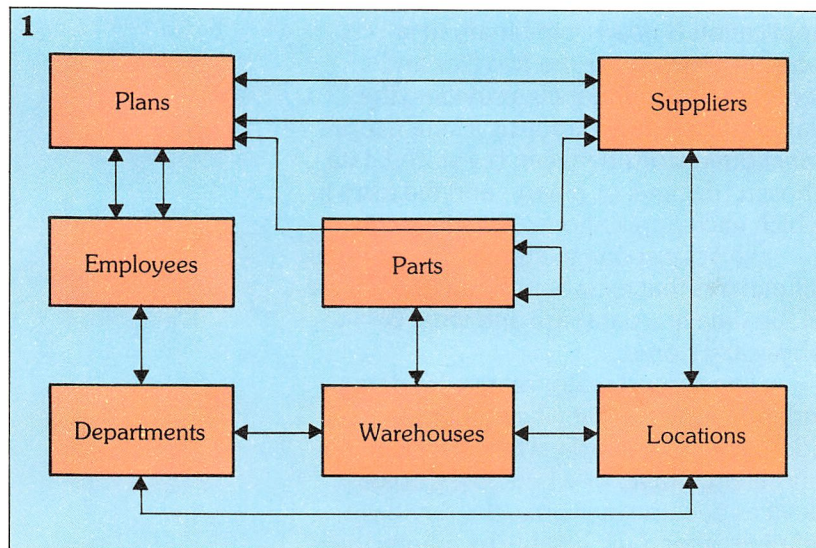 1
Plans
Suppliers
Employees
Parts
Departments
Warehouses
Locations